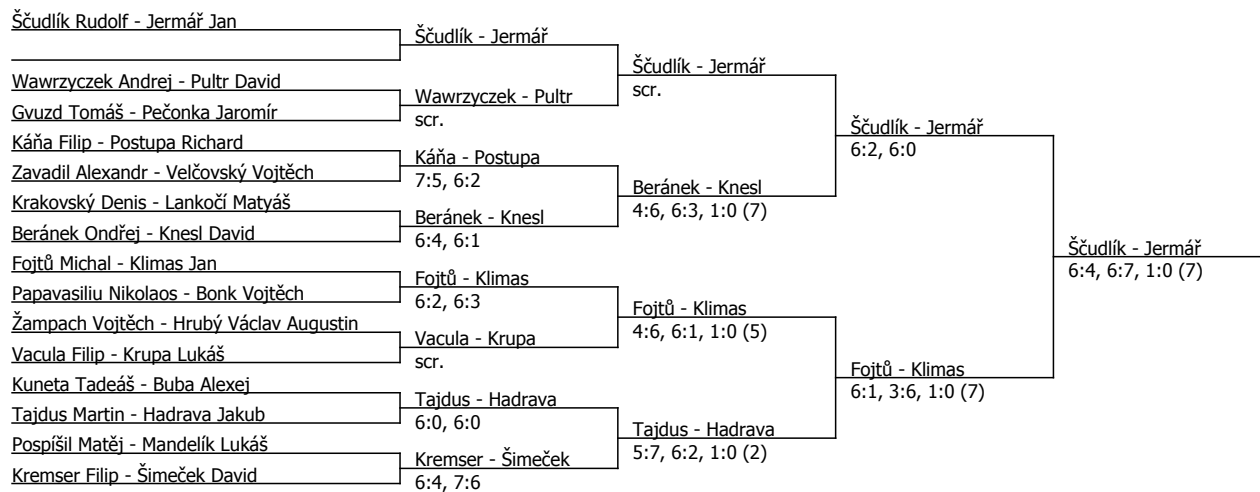 Ščudlík Rudolf - Jermář Jan
Wawrzyczek Andrej - Pultr David
Gvuzd Tomáš - Pečonka Jaromír
Káňa Filip - Postupa Richard
Zavadil Alexandr - Velčovský Vojtěch
Krakovský Denis - Lankočí Matyáš
Beránek Ondřej - Knesl David
Fojtů Michal - Klimas Jan
Papavasiliu Nikolaos - Bonk Vojtěch
Žampach Vojtěch - Hrubý Václav Augustin
Vacula Filip - Krupa Lukáš
Kuneta Tadeáš - Buba Alexej
Tajdus Martin - Hadrava Jakub
Pospíšil Matěj - Mandelík Lukáš
Kremser Filip - Šimeček David
Ščudlík - Jermář
Wawrzyczek - Pultr
scr.
Káňa - Postupa
7:5, 6:2
Beránek - Knesl
6:4, 6:1
Fojtů - Klimas
6:2, 6:3
Vacula - Krupa
scr.
Tajdus - Hadrava
6:0, 6:0
Kremser - Šimeček
6:4, 7:6
Ščudlík - Jermář
scr.
Beránek - Knesl
4:6, 6:3, 1:0 (7)
Fojtů - Klimas
4:6, 6:1, 1:0 (5)
Tajdus - Hadrava
5:7, 6:2, 1:0 (2)
Ščudlík - Jermář
6:2, 6:0
Fojtů - Klimas
6:1, 3:6, 1:0 (7)
Ščudlík - Jermář
6:4, 6:7, 1:0 (7)